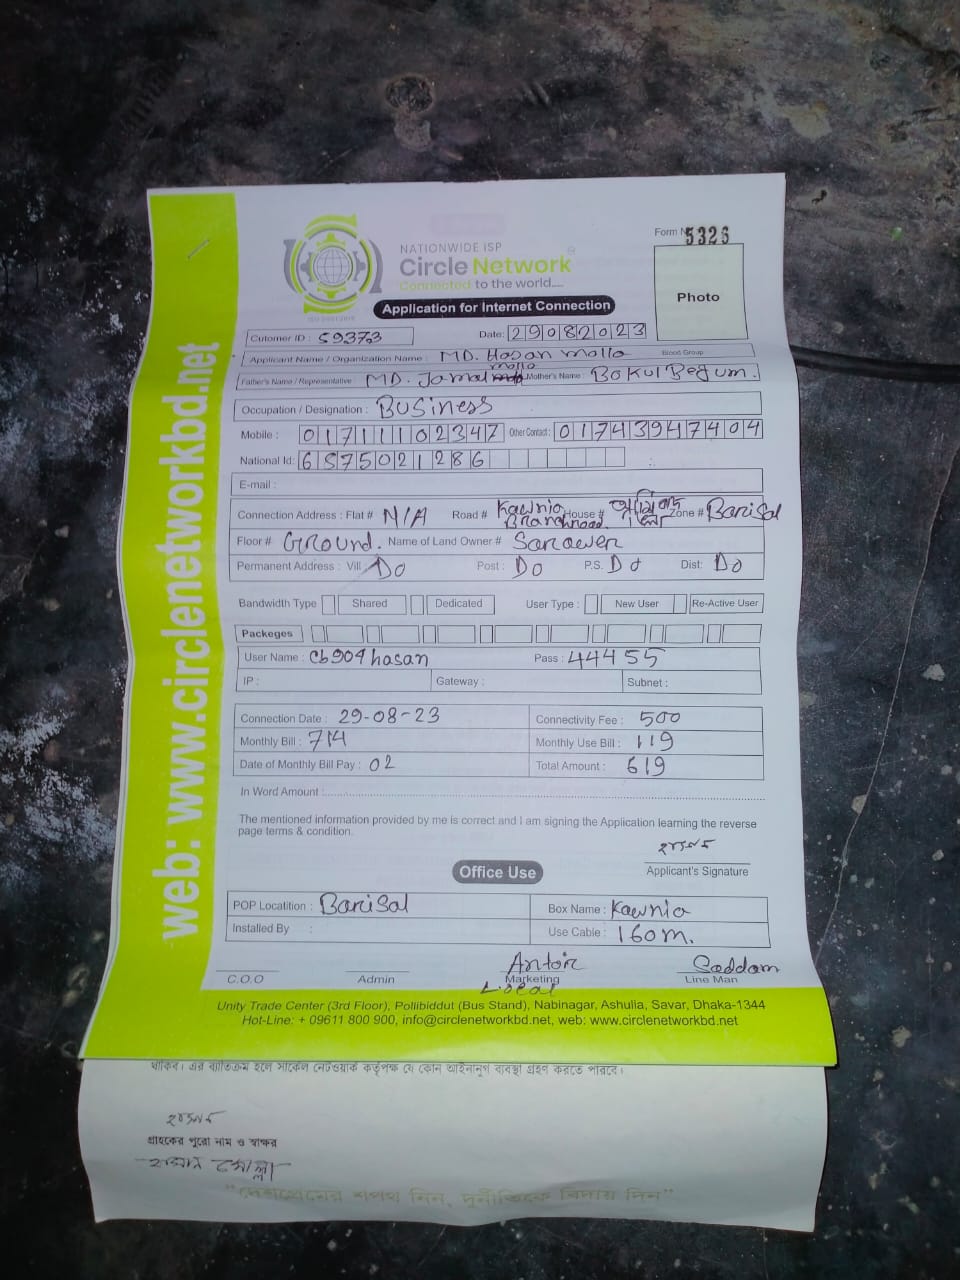 Form N 5326
NATIONWIDE ISP
Circle Network
Connected to the world....
Photo
Application for Internet Connection
Cutomer ID : 59373 Date: 29082023
Applicant Name / Organization Name : MD. Hasan molla Blood Group
Father's Name / Representative : MD. Jamal molla Mother's Name : Bokul Begum.
Occupation / Designation : Business
Mobile : 01711102347 Other Contact : 01743947404
National Id: 6875021286
E-mail :
Connection Address : Flat # N/A Road # Kawnia Branchroad. House # Zone # Barisal
Floor # Ground. Name of Land Owner # Sarower
Permanent Address : Vill Do Post : Do P.S. Do Dist: Do
Bandwidth Type Shared Dedicated User Type : New User Re-Active User
Packeges
User Name : cb904hasan Pass : 44455
IP : Gateway : Subnet :
Connection Date : 29-08-23 Connectivity Fee : 500
Monthly Bill : 714 Monthly Use Bill : 119
Date of Monthly Bill Pay : 02 Total Amount : 619
In Word Amount :
The mentioned information provided by me is correct and I am signing the Application learning the reverse
page terms & condition.
হাসান
Applicant's Signature
Office Use
POP Locatition : Barisal Box Name : Kawnia
Installed By : Use Cable : 160m.
Antor Saddam
C.O.O Admin Marketing Line Man
Local
Unity Trade Center (3rd Floor), Pollibiddut (Bus Stand), Nabinagar, Ashulia, Savar, Dhaka-1344
Hot-Line: + 09611 800 900, info@circlenetworkbd.net, web: www.circlenetworkbd.net
web: www.circlenetworkbd.net
থাকিব। এর ব্যতিক্রম হলে সার্কেল নেটওয়ার্ক কর্তৃপক্ষ যে কোন আইনানুগ ব্যবস্থা গ্রহণ করতে পারবে।
হাসান
গ্রাহকের পুরো নাম ও স্বাক্ষর
হাসান মোল্লা
"দেশপ্রেমের শপথ নিন, দুর্নীতিকে বিদায় দিন"